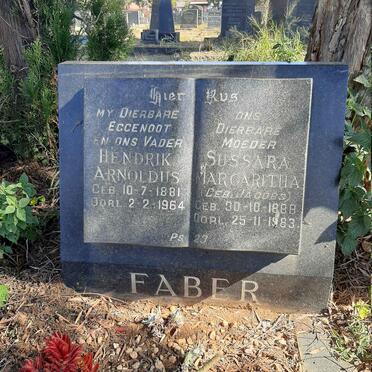 Hier Rus
MY DIERBARE
EGGENOOT
EN ONS VADER
HENDRIK
ARNOLDUS
GEB. 10-7-1881
OORL. 2-2-1964
ONS
DIERBARE
MOEDER
SUSSARA
MARGARITHA
(GEB. JACOBS)
GEB. 30-10-1888
OORL. 25-11-1983.
Ps. 23
FABER